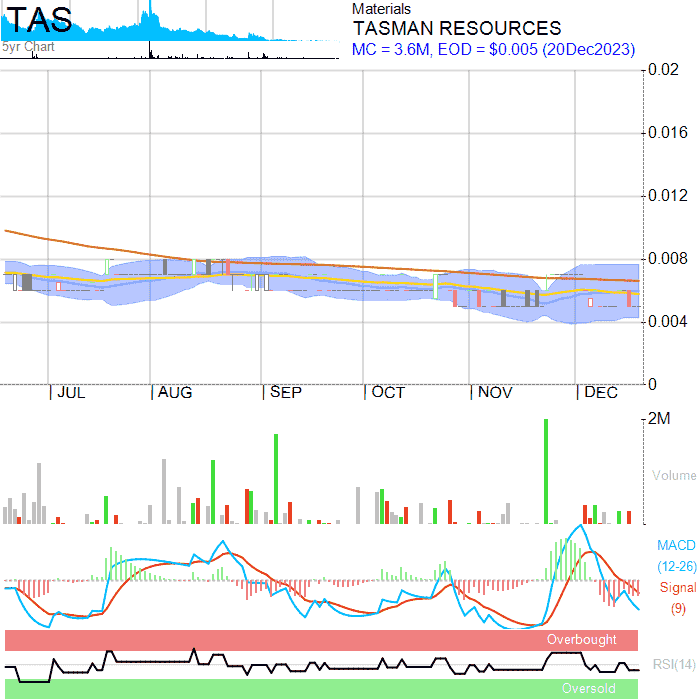 TAS
5yr Chart
Materials
TASMAN RESOURCES
MC = 3.6M, EOD = $0.005 (20Dec2023)
0.02
0.016
0.012
0.008
0.004
0
JUL
AUG
SEP
OCT
NOV
DEC
2M
Volume
MACD
(12-26)
Signal
(9)
Overbought
RSI(14)
Oversold